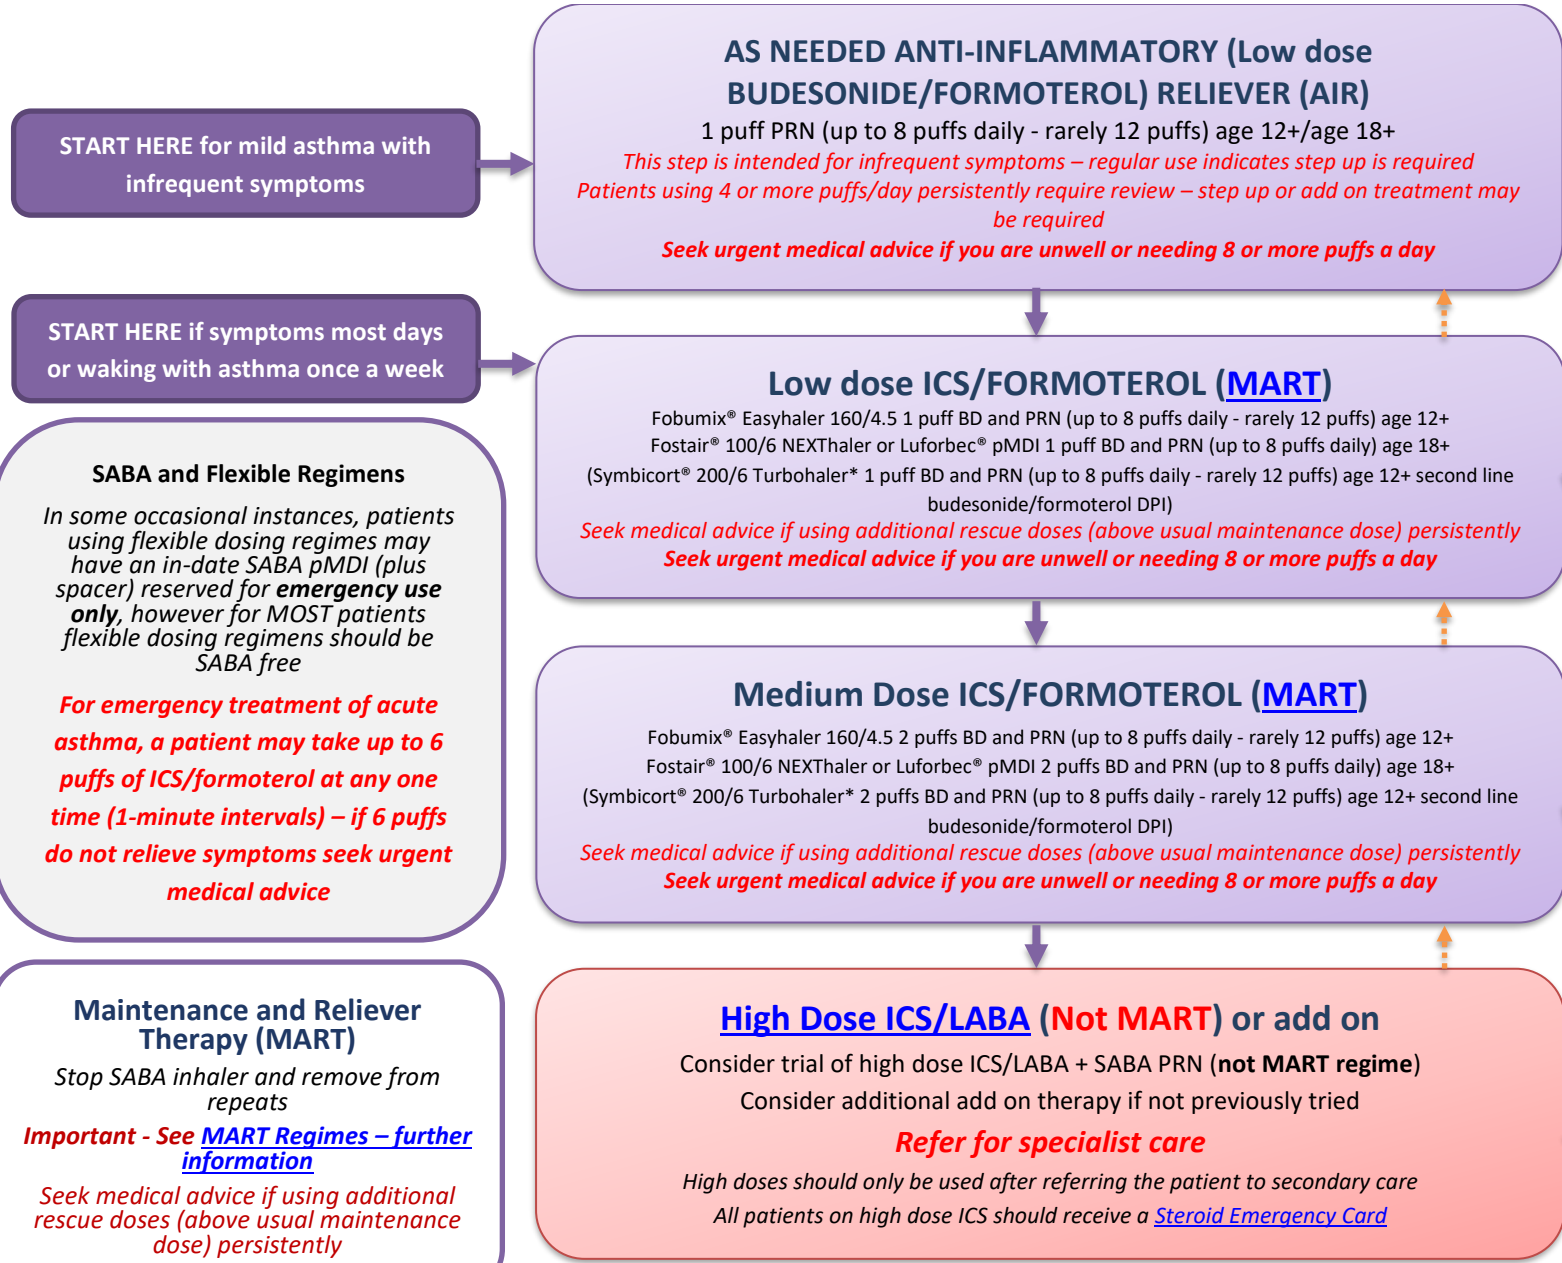 START HERE for mild asthma with
infrequent symptoms
AS NEEDED ANTI-INFLAMMATORY (Low dose
BUDESONIDE/FORMOTEROL) RELIEVER (AIR)
1 puff PRN (up to 8 puffs daily - rarely 12 puffs) age 12+/age 18+
This step is intended for infrequent symptoms – regular use indicates step up is required
Patients using 4 or more puffs/day persistently require review – step up or add on treatment may
be required
Seek urgent medical advice if you are unwell or needing 8 or more puffs a day
START HERE if symptoms most days
or waking with asthma once a week
Low dose ICS/FORMOTEROL (MART)
Fobumix® Easyhaler 160/4.5 1 puff BD and PRN (up to 8 puffs daily - rarely 12 puffs) age 12+
Fostair® 100/6 NEXThaler or Luforbec® pMDI 1 puff BD and PRN (up to 8 puffs daily) age 18+
(Symbicort® 200/6 Turbohaler* 1 puff BD and PRN (up to 8 puffs daily - rarely 12 puffs) age 12+ second line
budesonide/formoterol DPI)
Seek medical advice if using additional rescue doses (above usual maintenance dose) persistently
Seek urgent medical advice if you are unwell or needing 8 or more puffs a day
SABA and Flexible Regimens
In some occasional instances, patients
using flexible dosing regimes may
have an in-date SABA pMDI (plus
spacer) reserved for emergency use
only, however for MOST patients
flexible dosing regimens should be
SABA free
For emergency treatment of acute
asthma, a patient may take up to 6
puffs of ICS/formoterol at any one
time (1-minute intervals) – if 6 puffs
do not relieve symptoms seek urgent
medical advice
Medium Dose ICS/FORMOTEROL (MART)
Fobumix® Easyhaler 160/4.5 2 puffs BD and PRN (up to 8 puffs daily - rarely 12 puffs) age 12+
Fostair® 100/6 NEXThaler or Luforbec® pMDI 2 puffs BD and PRN (up to 8 puffs daily) age 18+
(Symbicort® 200/6 Turbohaler* 2 puffs BD and PRN (up to 8 puffs daily - rarely 12 puffs) age 12+ second line
budesonide/formoterol DPI)
Seek medical advice if using additional rescue doses (above usual maintenance dose) persistently
Seek urgent medical advice if you are unwell or needing 8 or more puffs a day
Maintenance and Reliever
Therapy (MART)
Stop SABA inhaler and remove from
repeats
Important - See MART Regimes – further
information
Seek medical advice if using additional
rescue doses (above usual maintenance
dose) persistently
High Dose ICS/LABA (Not MART) or add on
Consider trial of high dose ICS/LABA + SABA PRN (not MART regime)
Consider additional add on therapy if not previously tried
Refer for specialist care
High doses should only be used after referring the patient to secondary care
All patients on high dose ICS should receive a Steroid Emergency Card